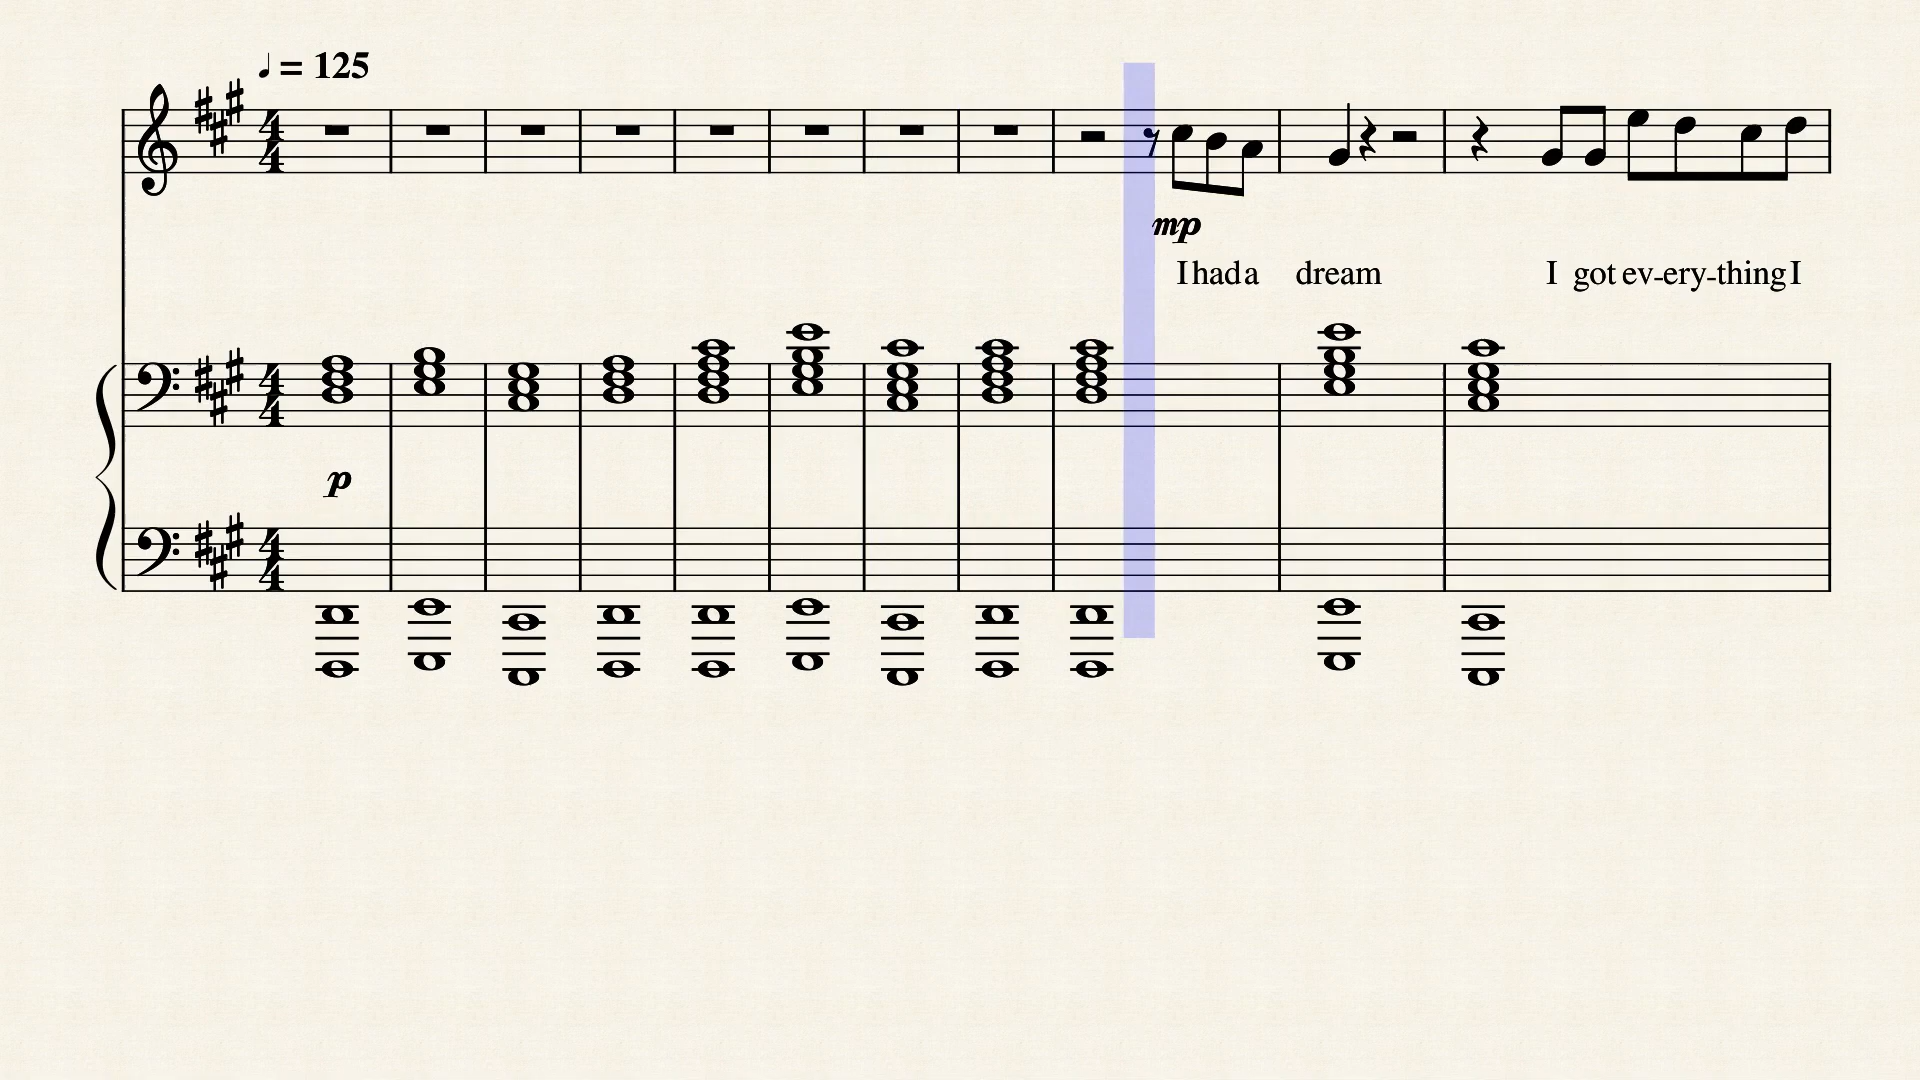 ♩ = 125
mp
I had a dream I got ev-ery-thing I
p